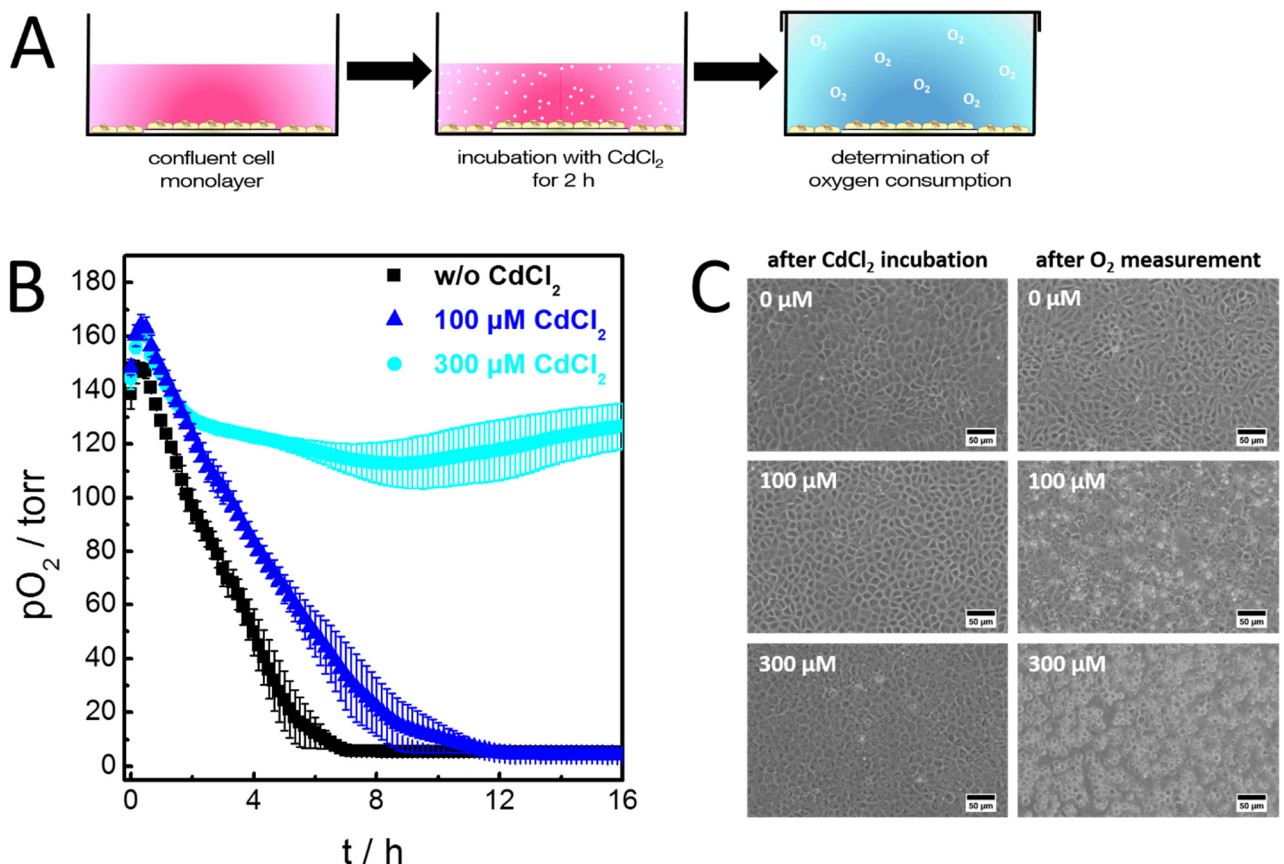 A
O₂
O₂
O₂
O₂
O₂
O₂
O₂
confluent cell
monolayer
incubation with CdCl₂
for 2 h
determination of
oxygen consumption
B
180
160
140
120
100
80
60
40
20
0
pO₂ / torr
w/o CdCl₂
100 µM CdCl₂
300 µM CdCl₂
0
4
8
12
16
t / h
C
after CdCl₂ incubation
after O₂ measurement
0 µM
50 µm
0 µM
50 µm
100 µM
50 µm
100 µM
50 µm
300 µM
50 µm
300 µM
50 µm